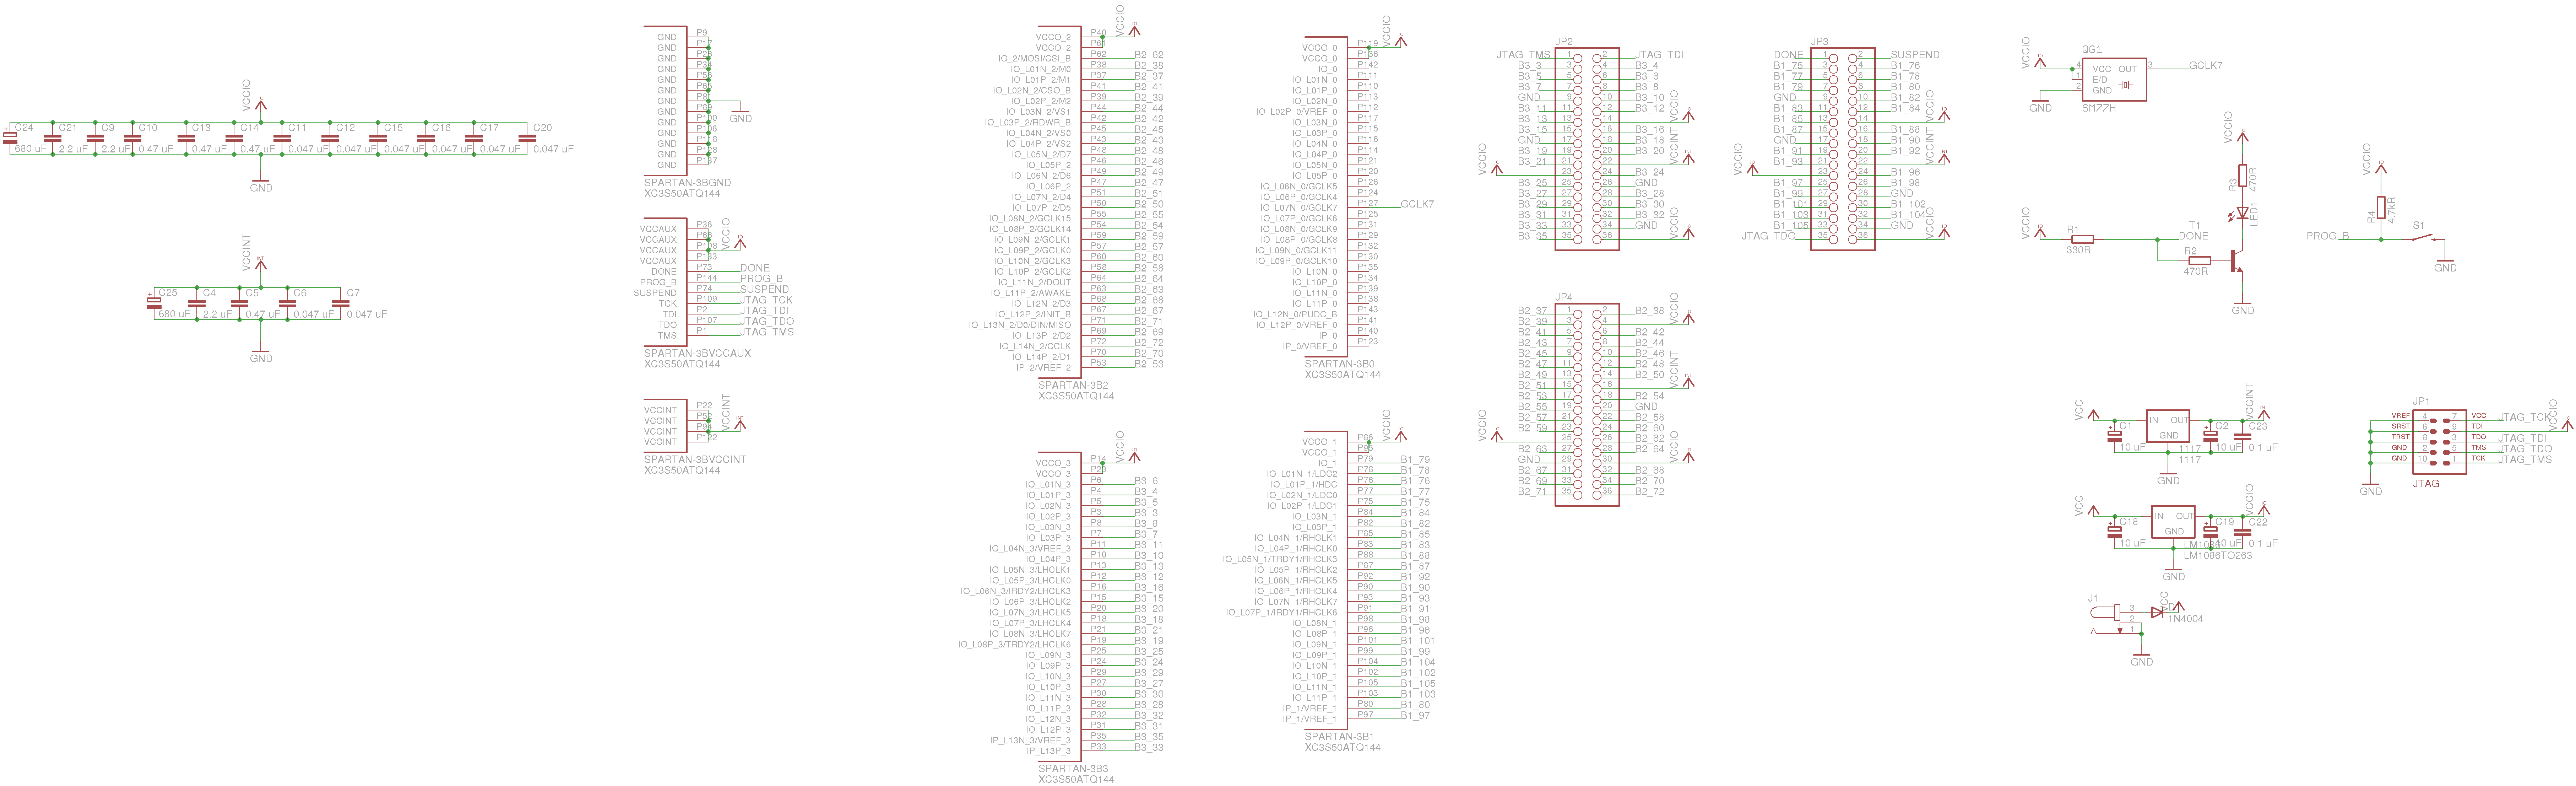 VCCIO
C24
C21
C9
C10
C13
C14
C11
C12
C15
C16
C17
C20
680 uF
2.2 uF
2.2 uF
0.47 uF
0.47 uF
0.47 uF
0.047 uF
0.047 uF
0.047 uF
0.047 uF
0.047 uF
0.047 uF
GND
VCCINT
C25
C4
C5
C6
C7
680 uF
2.2 uF
0.47 uF
0.047 uF
0.047 uF
GND
GND P9
GND
GND
GND
GND
GND
GND
GND
GND
GND
GND
GND
GND
GND
SPARTAN-3BGND
XC3S50ATQ144
VCCAUX P36
VCCAUX
VCCAUX
VCCAUX
VCCIO
DONE P73 DONE
PROG_B P144 PROG_B
SUSPEND P74 SUSPEND
TCK P109 JTAG_TCK
TDI P2 JTAG_TDI
TDO P107 JTAG_TDO
TMS P1 JTAG_TMS
SPARTAN-3BVCCAUX
XC3S50ATQ144
VCCINT P22
VCCINT
VCCINT
VCCINT
VCCINT
SPARTAN-3BVCCINT
XC3S50ATQ144
VCCIO
VCCO_2 P40
VCCO_2 P61
IO_2/MOSI/CSI_B P62 B2_62
IO_L01N_2/M0 P38 B2_38
IO_L01P_2/M1 P37 B2_37
IO_L02N_2/CSO_B P41 B2_41
IO_L02P_2/M2 P39 B2_39
IO_L03N_2/VS1 P44 B2_44
IO_L03P_2/RDWR_B P42 B2_42
IO_L04N_2/VS0 P45 B2_45
IO_L04P_2/VS2 P43 B2_43
IO_L05N_2/D7 P48 B2_48
IO_L05P_2 P46 B2_46
IO_L06N_2/D6 P49 B2_49
IO_L06P_2 P47 B2_47
IO_L07N_2/D4 P51 B2_51
IO_L07P_2/D5 P50 B2_50
IO_L08N_2/GCLK15 P55 B2_55
IO_L08P_2/GCLK14 P54 B2_54
IO_L09N_2/GCLK1 P59 B2_59
IO_L09P_2/GCLK0 P57 B2_57
IO_L10N_2/GCLK3 P60 B2_60
IO_L10P_2/GCLK2 P58 B2_58
IO_L11N_2/DOUT P64 B2_64
IO_L11P_2/AWAKE P63 B2_63
IO_L12N_2/D3 P68 B2_68
IO_L12P_2/INIT_B P67 B2_67
IO_L13N_2/D0/DIN/MISO P71 B2_71
IO_L13P_2/D2 P69 B2_69
IO_L14N_2/CCLK P72 B2_72
IO_L14P_2/D1 P70 B2_70
IP_2/VREF_2 P53 B2_53
SPARTAN-3B2
XC3S50ATQ144
VCCIO
VCCO_3 P14
VCCO_3 P23
IO_L01N_3 P6 B3_6
IO_L01P_3 P4 B3_4
IO_L02N_3 P5 B3_5
IO_L02P_3 P3 B3_3
IO_L03N_3 P8 B3_8
IO_L03P_3 P7 B3_7
IO_L04N_3/VREF_3 P11 B3_11
IO_L04P_3 P10 B3_10
IO_L05N_3/LHCLK1 P13 B3_13
IO_L05P_3/LHCLK0 P12 B3_12
IO_L06N_3/IRDY2/LHCLK3 P16 B3_16
IO_L06P_3/LHCLK2 P15 B3_15
IO_L07N_3/LHCLK5 P20 B3_20
IO_L07P_3/LHCLK4 P18 B3_18
IO_L08N_3/LHCLK7 P21 B3_21
IO_L08P_3/TRDY2/LHCLK6 P19 B3_19
IO_L09N_3 P25 B3_25
IO_L09P_3 P24 B3_24
IO_L10N_3 P29 B3_29
IO_L10P_3 P27 B3_27
IO_L11N_3 P30 B3_30
IO_L11P_3 P28 B3_28
IO_L12N_3 P32 B3_32
IO_L12P_3 P31 B3_31
IP_L13N_3/VREF_3 P35 B3_35
IP_L13P_3 P33 B3_33
SPARTAN-3B3
XC3S50ATQ144
VCCIO
VCCO_0 P119
VCCO_0 P136
IO_0 P142
IO_L01N_0 P111
IO_L01P_0 P110
IO_L02N_0 P113
IO_L02P_0/VREF_0 P112
IO_L03N_0 P117
IO_L03P_0 P115
IO_L04N_0 P116
IO_L04P_0 P114
IO_L05N_0 P121
IO_L05P_0 P120
IO_L06N_0/GCLK5 P126
IO_L06P_0/GCLK4 P124
IO_L07N_0/GCLK7 P127 GCLK7
IO_L07P_0/GCLK6 P125
IO_L08N_0/GCLK9 P131
IO_L08P_0/GCLK8 P129
IO_L09N_0/GCLK11 P132
IO_L09P_0/GCLK10 P130
IO_L10N_0 P135
IO_L10P_0 P134
IO_L11N_0 P139
IO_L11P_0 P138
IO_L12N_0/PUDC_B P143
IO_L12P_0/VREF_0 P141
IP_0 P140
IP_0/VREF_0 P123
SPARTAN-3B0
XC3S50ATQ144
VCCIO
VCCO_1 P86
VCCO_1 P95
IO_1 P79 B1_79
IO_L01N_1/LDC2 P78 B1_78
IO_L01P_1/HDC P76 B1_76
IO_L02N_1/LDC0 P77 B1_77
IO_L02P_1/LDC1 P75 B1_75
IO_L03N_1 P84 B1_84
IO_L03P_1 P82 B1_82
IO_L04N_1/RHCLK1 P85 B1_85
IO_L04P_1/RHCLK0 P83 B1_83
IO_L05N_1/TRDY1/RHCLK3 P88 B1_88
IO_L05P_1/RHCLK2 P87 B1_87
IO_L06N_1/RHCLK5 P92 B1_92
IO_L06P_1/RHCLK4 P90 B1_90
IO_L07N_1/RHCLK7 P93 B1_93
IO_L07P_1/IRDY1/RHCLK6 P91 B1_91
IO_L08N_1 P98 B1_98
IO_L08P_1 P96 B1_96
IO_L09N_1 P101 B1_101
IO_L09P_1 P99 B1_99
IO_L10N_1 P104 B1_104
IO_L10P_1 P102 B1_102
IO_L11N_1 P105 B1_105
IO_L11P_1 P103 B1_103
IP_1/VREF_1 P80 B1_80
IP_1/VREF_1 P97 B1_97
SPARTAN-3B1
XC3S50ATQ144
JP2
JTAG_TMS 1 2 JTAG_TDI
B3_3 3 4 B3_4
B3_5 5 6 B3_6
B3_7 7 8 B3_8
GND 9 10 B3_10
B3_11 11 12 B3_12
B3_13 13 14 VCCIO
B3_15 15 16 B3_16
GND 17 18 B3_18
B3_19 19 20 B3_20
B3_21 21 22 VCCINT
VCCIO 23 24 B3_24
B3_25 25 26 GND
B3_27 27 28 B3_28
B3_29 29 30 B3_30
B3_31 31 32 B3_32
B3_33 33 34 GND
B3_35 35 36 VCCIO
JP3
DONE 1 2 SUSPEND
B1_75 3 4 B1_76
B1_77 5 6 B1_78
B1_79 7 8 B1_80
GND 9 10 B1_82
B1_83 11 12 B1_84
B1_85 13 14 VCCIO
B1_87 15 16 B1_88
GND 17 18 B1_90
B1_91 19 20 B1_92
B1_93 21 22 VCCINT
VCCIO 23 24 B1_96
B1_97 25 26 B1_98
B1_99 27 28 GND
B1_101 29 30 B1_102
B1_103 31 32 B1_104
B1_105 33 34 GND
JTAG_TDO 35 36 VCCIO
JP4
B2_37 1 2 B2_38
B2_39 3 4 VCCIO
B2_41 5 6 B2_42
B2_43 7 8 B2_44
B2_45 9 10 B2_46
B2_47 11 12 B2_48
B2_49 13 14 B2_50
B2_51 15 16 VCCINT
B2_53 17 18 B2_54
B2_55 19 20 GND
B2_57 21 22 B2_58
B2_59 23 24 B2_60
VCCIO 25 26 B2_62
B2_63 27 28 B2_64
GND 29 30 VCCIO
B2_67 31 32 B2_68
B2_69 33 34 B2_70
B2_71 35 36 B2_72
QG1
VCCIO
4 VCC OUT 3 GCLK7
1 E/D
2 GND
GND
SM77H
VCCIO
R3
470R
LED1
VCCIO
R1
330R
T1
DONE
R2
470R
GND
VCCIO
R4
4.7kR
PROG_B
S1
GND
VCC
IN OUT
GND
VCCINT
C1
10 uF
C2
10 uF
C23
0.1 uF
1117
1117
GND
VCC
IN OUT
GND
VCCIO
C18
10 uF
C19
10 uF
C22
0.1 uF
LM1086
LM1086TO263
GND
J1
3
2
1
VCC
1N4004
GND
JP1
VREF 4 7 VCC JTAG_TCK
SRST 6 9 TDI VCCIO
TRST 8 3 TDO JTAG_TDI
GND 2 5 TMS JTAG_TDO
GND 10 1 TCK JTAG_TMS
GND
JTAG